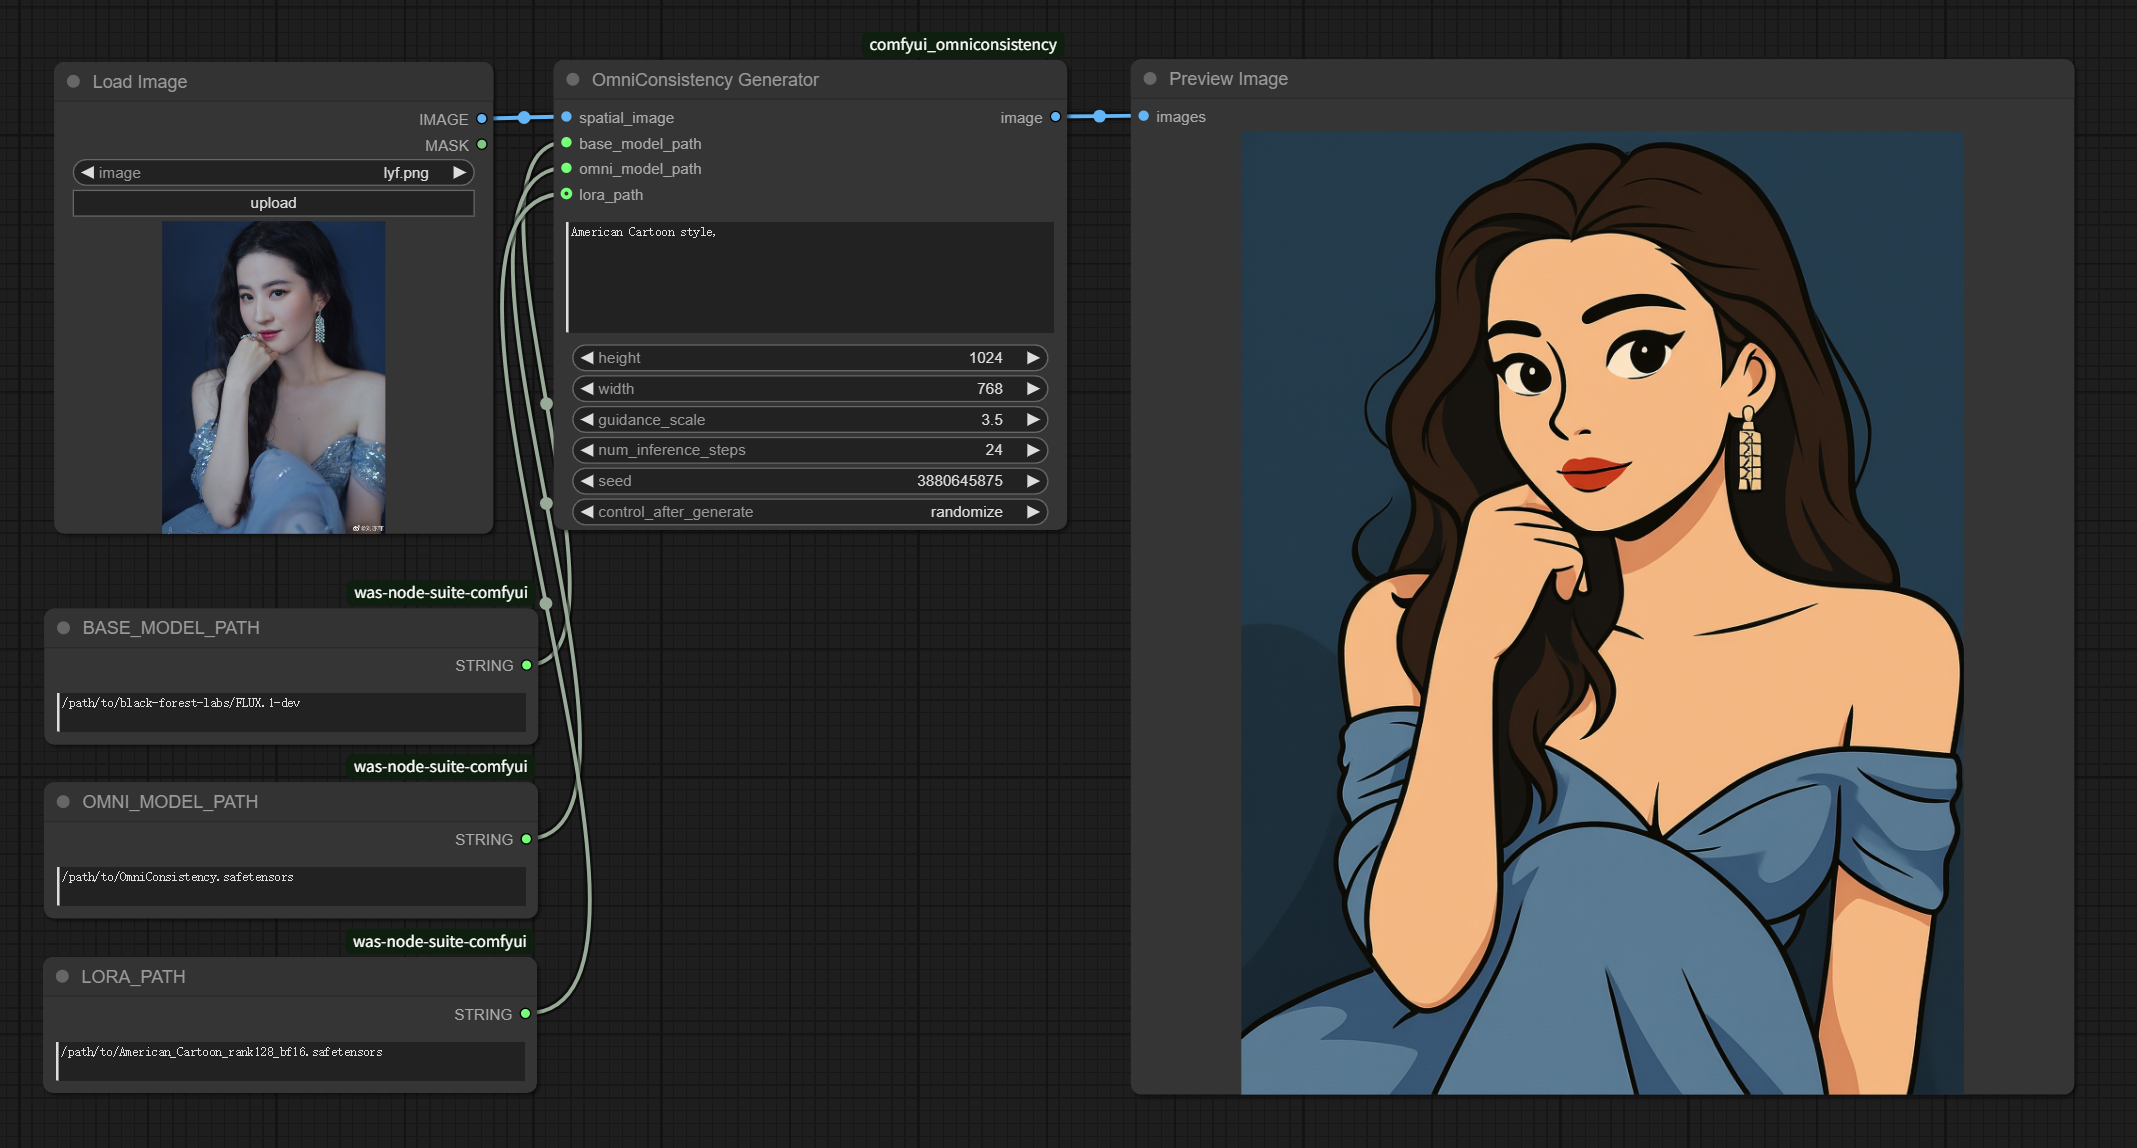 Load Image
IMAGE
MASK
image lyf.png
upload
comfyui_omniconsistency
OmniConsistency Generator
spatial_image image
base_model_path
omni_model_path
lora_path
American Cartoon style,
height 1024
width 768
guidance_scale 3.5
num_inference_steps 24
seed 3880645875
control_after_generate randomize
Preview Image
images
was-node-suite-comfyui
BASE_MODEL_PATH
STRING
/path/to/black-forest-labs/FLUX.1-dev
was-node-suite-comfyui
OMNI_MODEL_PATH
STRING
/path/to/OmniConsistency.safetensors
was-node-suite-comfyui
LORA_PATH
STRING
/path/to/American_Cartoon_rank128_bf16.safetensors